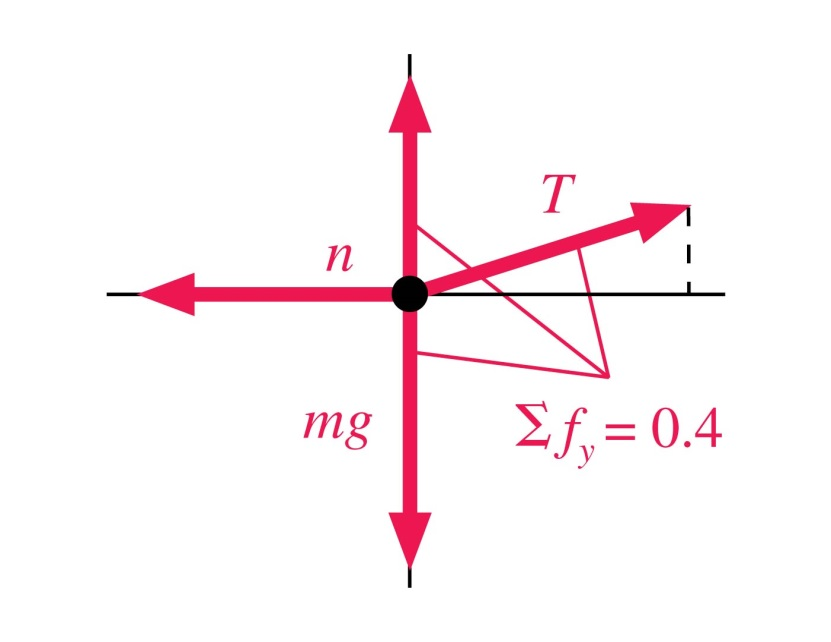 T
n
mg
Σf_y = 0.4